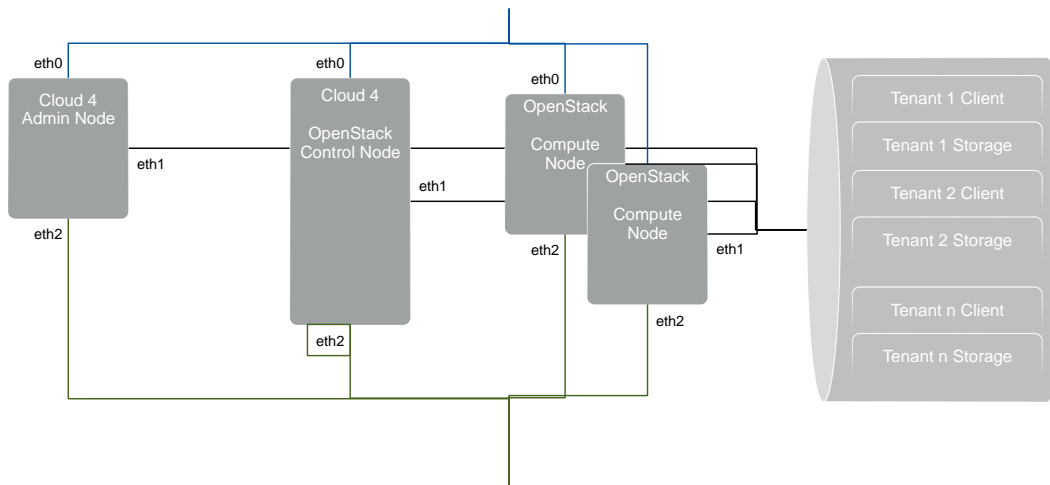 eth0
eth0
eth0
Cloud 4
Admin Node
Cloud 4
OpenStack
Control Node
OpenStack
Compute
Node
OpenStack
Compute
Node
eth1
eth1
eth1
eth2
eth2
eth2
eth2
Tenant 1 Client
Tenant 1 Storage
Tenant 2 Client
Tenant 2 Storage
Tenant n Client
Tenant n Storage